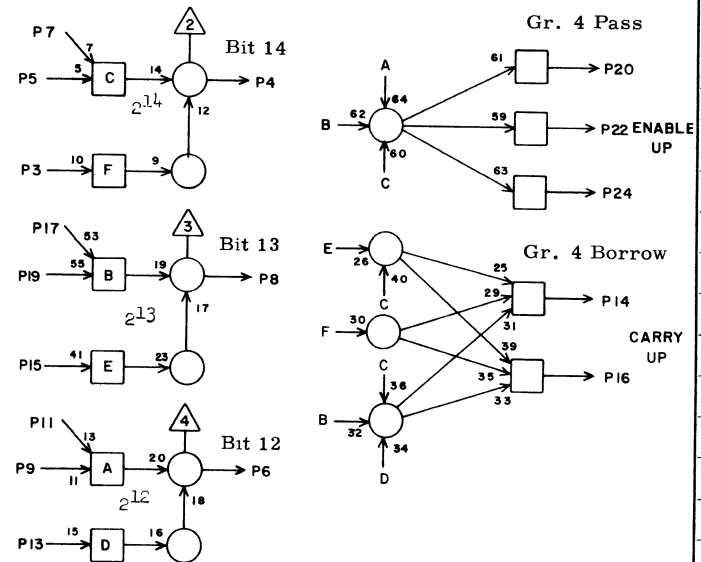 P7
7
P5
5
C
14
2
Bit 14
P4
2^14
12
P3
10
F
9
P17
53
P19
55
B
19
3
Bit 13
P8
2^13
17
P15
41
E
23
P11
13
P9
11
A
20
4
Bit 12
P6
2^12
18
P13
15
D
16
Gr. 4 Pass
A
64
B
62
C
60
61
P20
59
P22
ENABLE
UP
63
P24
Gr. 4 Borrow
E
26
40
C
F
30
C
36
B
32
34
D
25
29
31
P14
39
35
33
P16
CARRY
UP